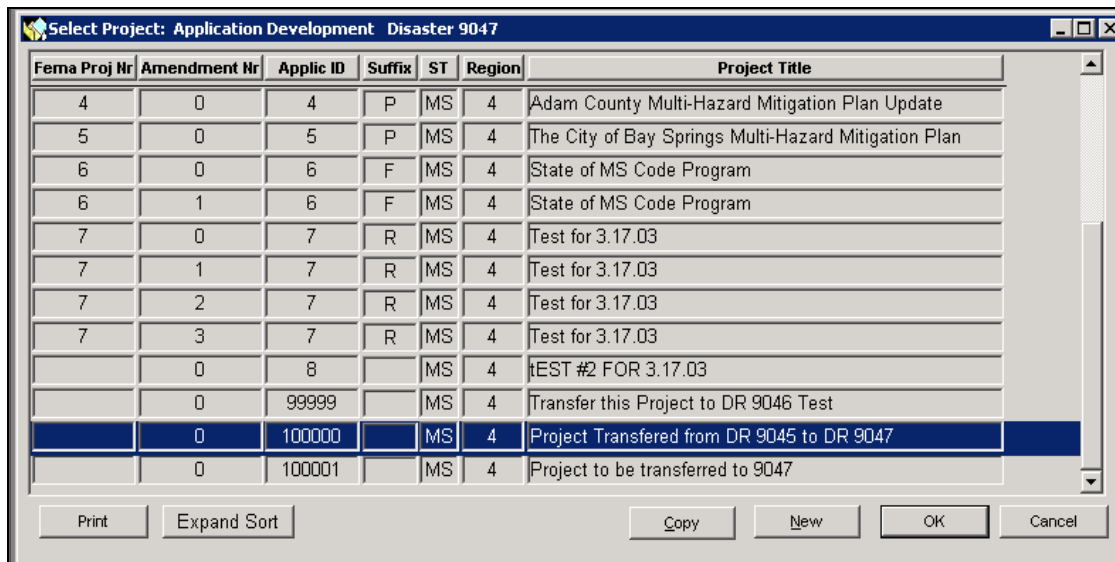 Select Project: Application Development Disaster 9047
Fema Proj Nr Amendment Nr Applic ID Suffix ST Region Project Title
4 0 4 P MS 4 Adam County Multi-Hazard Mitigation Plan Update
5 0 5 P MS 4 The City of Bay Springs Multi-Hazard Mitigation Plan
6 0 6 F MS 4 State of MS Code Program
6 1 6 F MS 4 State of MS Code Program
7 0 7 R MS 4 Test for 3.17.03
7 1 7 R MS 4 Test for 3.17.03
7 2 7 R MS 4 Test for 3.17.03
7 3 7 R MS 4 Test for 3.17.03
0 8 MS 4 tEST #2 FOR 3.17.03
0 99999 MS 4 Transfer this Project to DR 9046 Test
0 100000 MS 4 Project Transfered from DR 9045 to DR 9047
0 100001 MS 4 Project to be transferred to 9047
Print Expand Sort Copy New OK Cancel